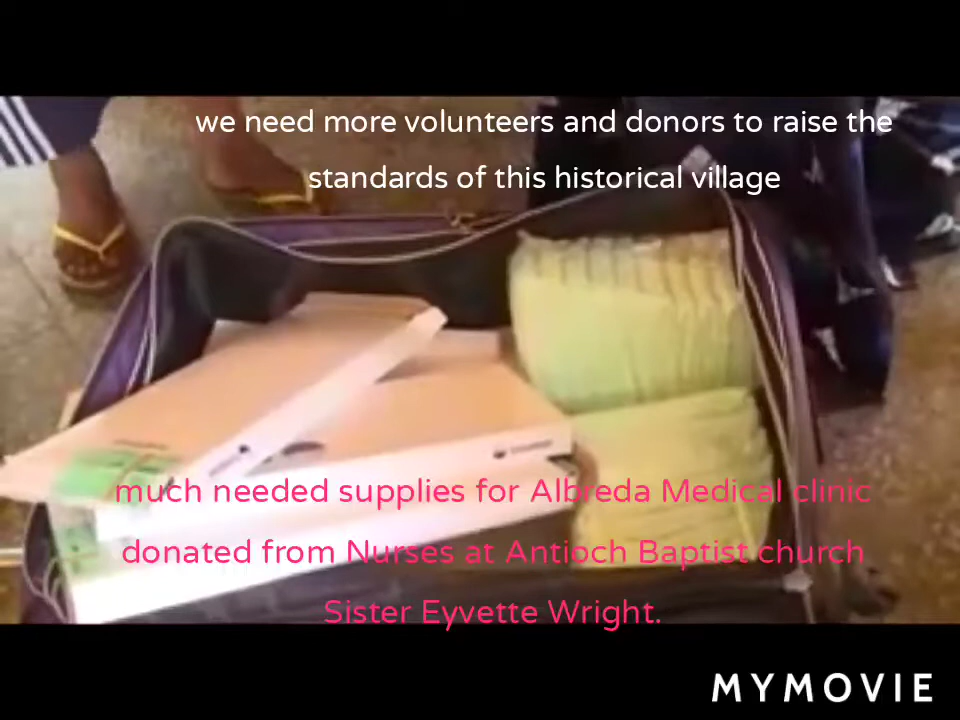 we need more volunteers and donors to raise the
standards of this historical village
much needed supplies for Albreda Medical clinic
donated from Nurses at Antioch Baptist church
Sister Eyvette Wright.
MYMOVIE